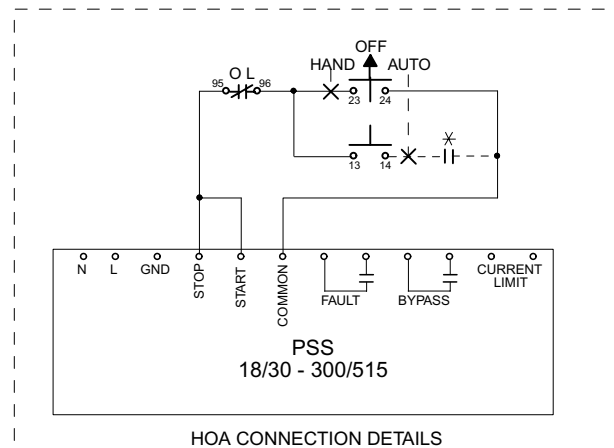 OFF
HAND
AUTO
O L
95
96
23
24
13
14
N
L
GND
STOP
START
COMMON
FAULT
BYPASS
CURRENT
LIMIT
PSS
18/30 - 300/515
HOA CONNECTION DETAILS